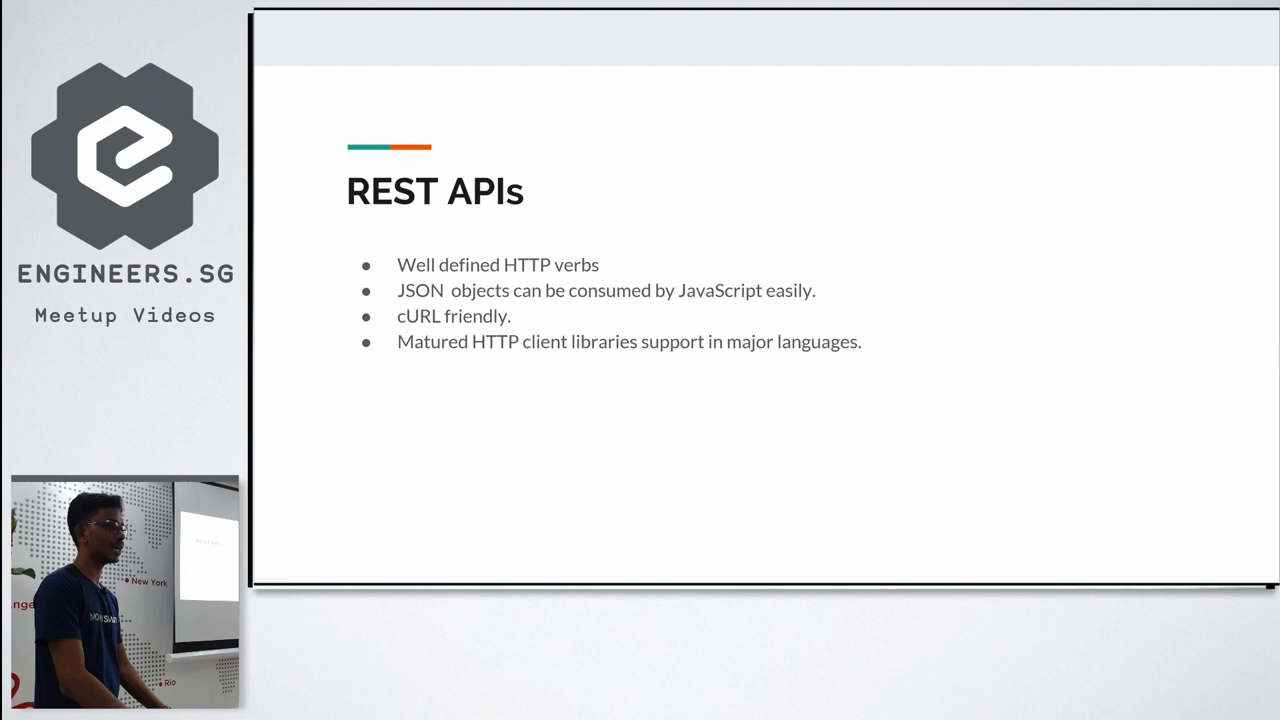 ENGINEERS.SG
Meetup Videos
REST APIs
● Well defined HTTP verbs
● JSON  objects can be consumed by JavaScript easily.
● cURL friendly.
● Matured HTTP client libraries support in major languages.
New York
Rio